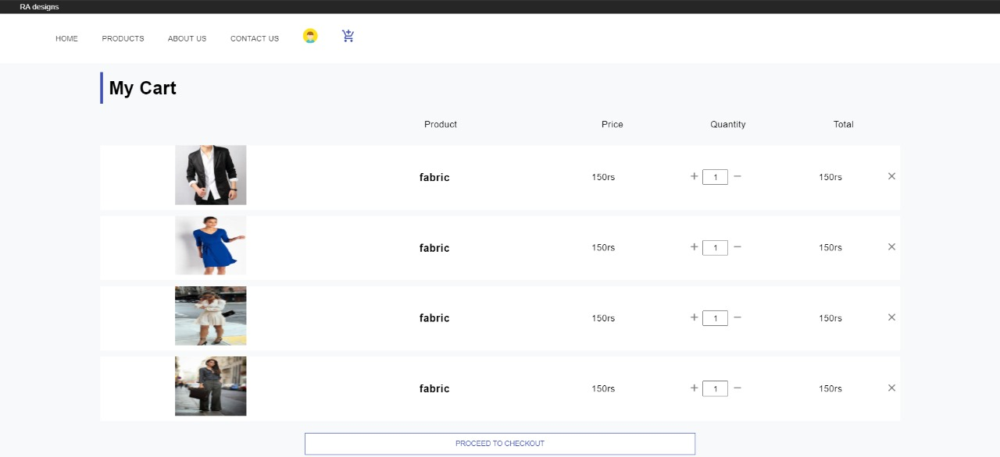 RA designs
HOME PRODUCTS ABOUT US CONTACT US
My Cart
Product Price Quantity Total
fabric 150rs + 1 − 150rs ×
fabric 150rs + 1 − 150rs ×
fabric 150rs + 1 − 150rs ×
fabric 150rs + 1 − 150rs ×
PROCEED TO CHECKOUT